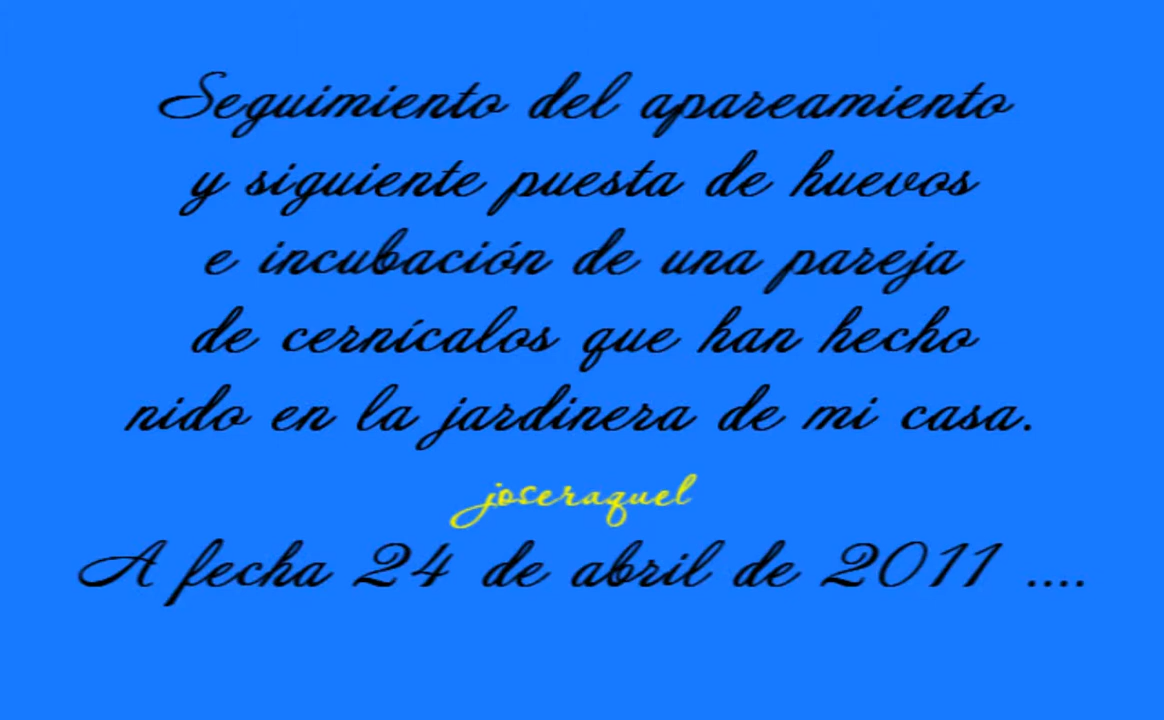 Seguimiento del apareamiento
y siguiente puesta de huevos
e incubación de una pareja
de cernícalos que han hecho
nido en la jardinera de mi casa.
joseraquel
A fecha 24 de abril de 2011 ....